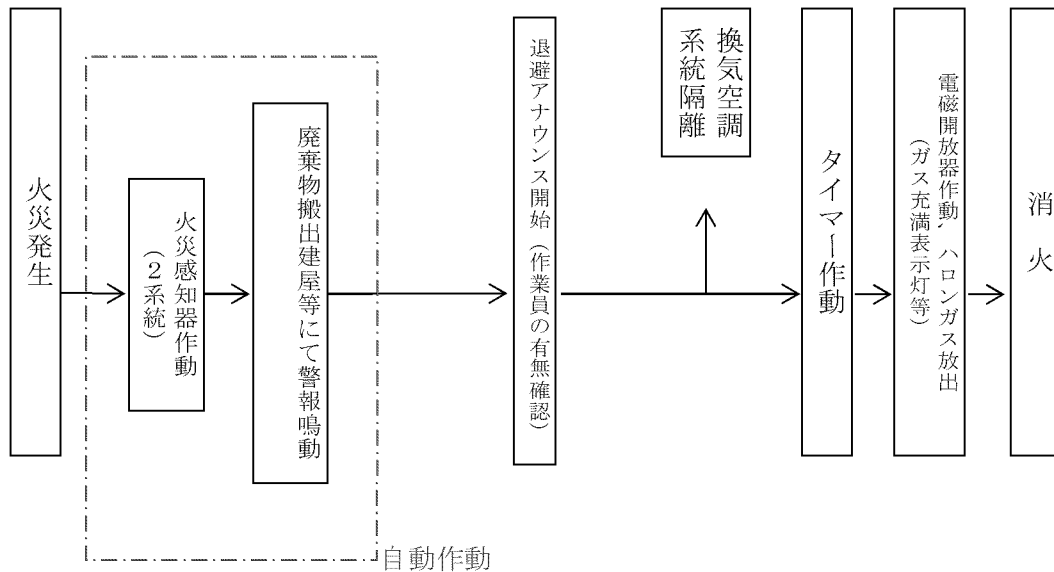 火災発生
火災感知器作動
（２系統）
廃棄物搬出建屋等にて警報鳴動
退避アナウンス開始（作業員の有無確認）
換気空調
系統隔離
タイマー作動
電磁開放器作動、ハロンガス放出
（ガス充満表示灯等）
消火
自動作動